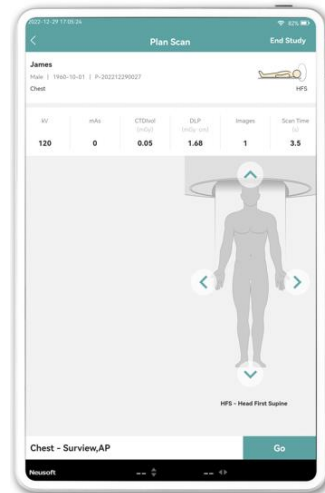 2022-12-29 17:05:24 82%
Plan Scan End Study
James
Male | 1960-10-01 | P-202212290027
Chest HFS
kV mAs CTDIvol DLP Images Scan Time
(mGy) (mGy·cm) (s)
120 0 0.05 1.68 1 3.5
HFS - Head First Supine
Chest - Surview,AP Go
Neusoft -- --